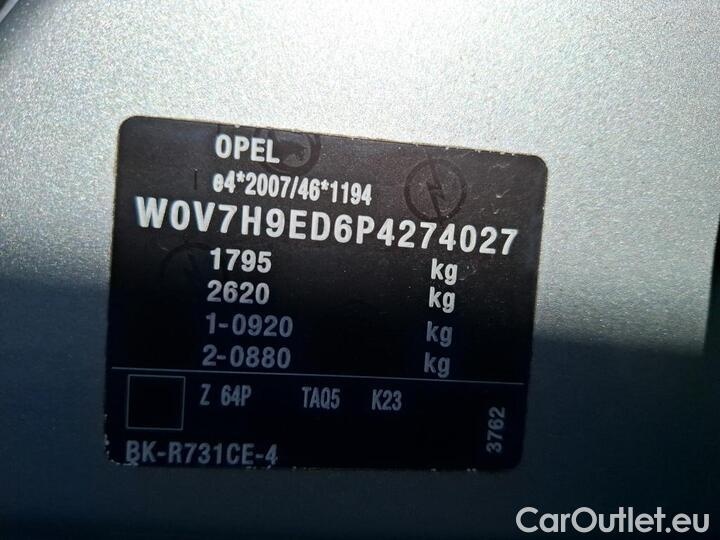 OPEL
e4*2007/46*1194
W0V7H9ED6P4274027
1795 kg
2620 kg
1-0920 kg
2-0880 kg
Z 64P TAQ5 K23
3762
BK-R731CE-4
CarOutlet.eu